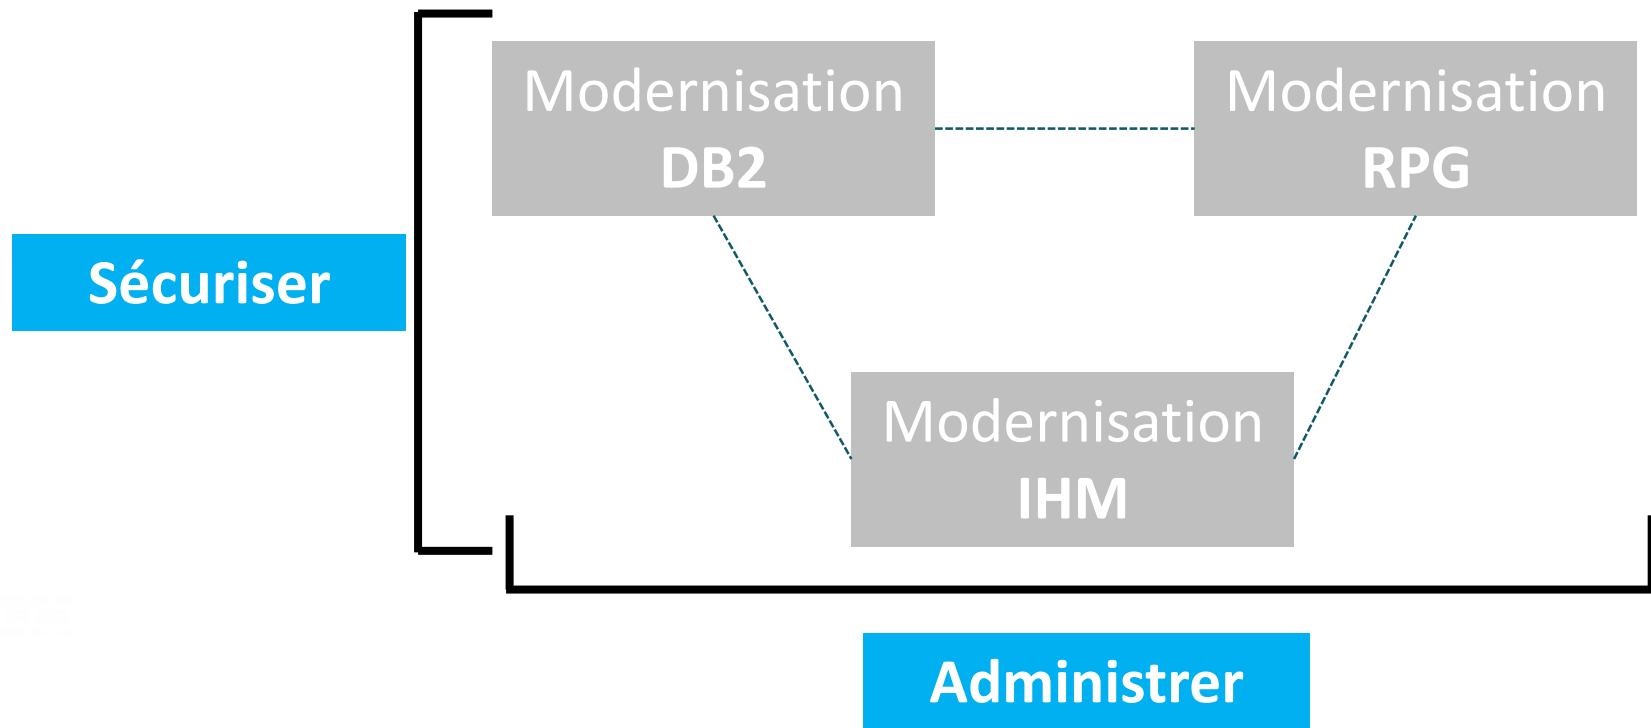 Modernisation
DB2
Modernisation
RPG
Sécuriser
Modernisation
IHM
Administrer